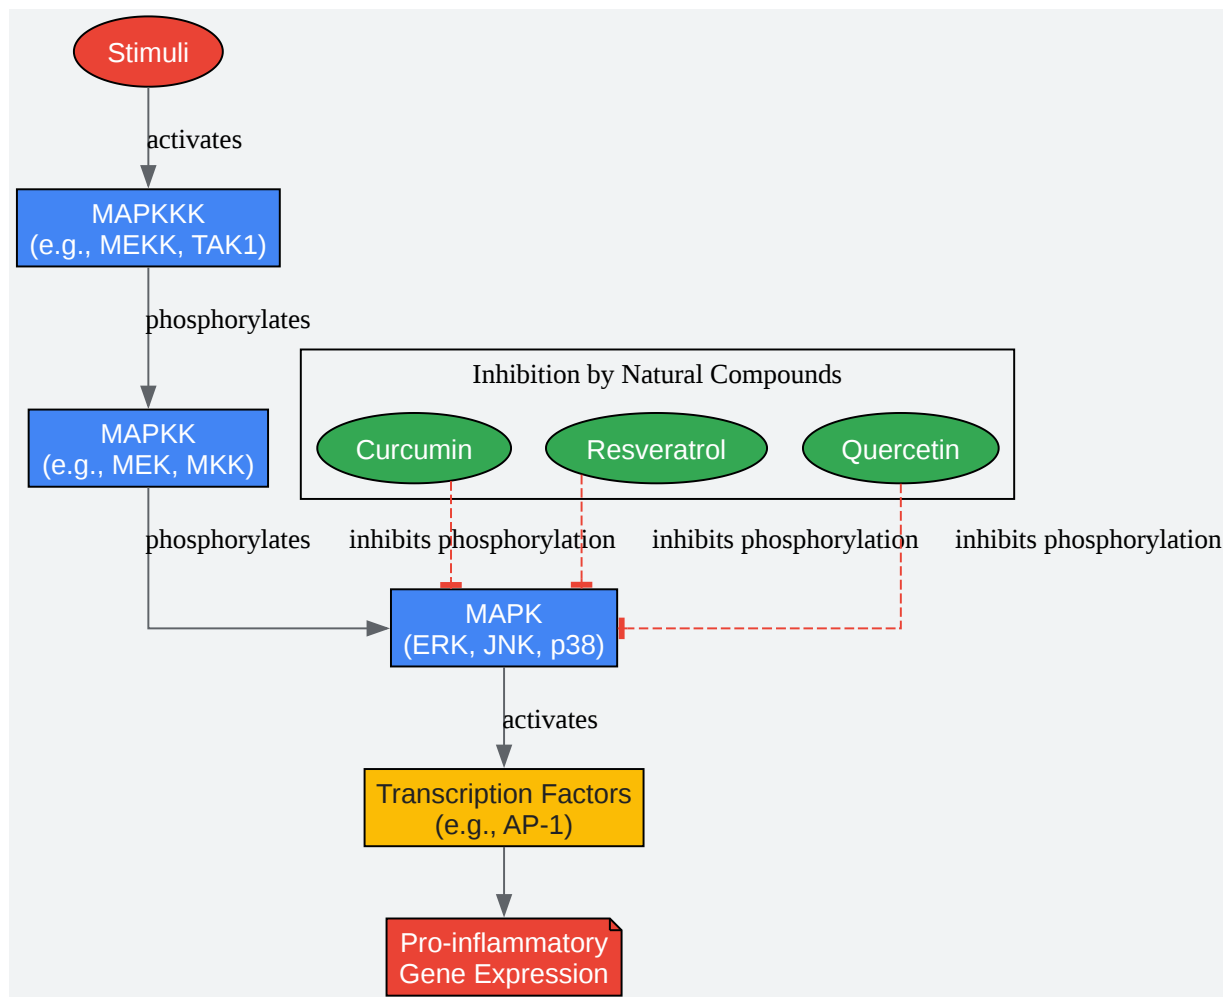 Stimuli
activates
MAPKKK
(e.g., MEKK, TAK1)
phosphorylates
Inhibition by Natural Compounds
MAPKK
(e.g., MEK, MKK)
Curcumin
Resveratrol
Quercetin
phosphorylates
inhibits phosphorylation
inhibits phosphorylation
inhibits phosphorylation
MAPK
(ERK, JNK, p38)
activates
Transcription Factors
(e.g., AP-1)
Pro-inflammatory
Gene Expression